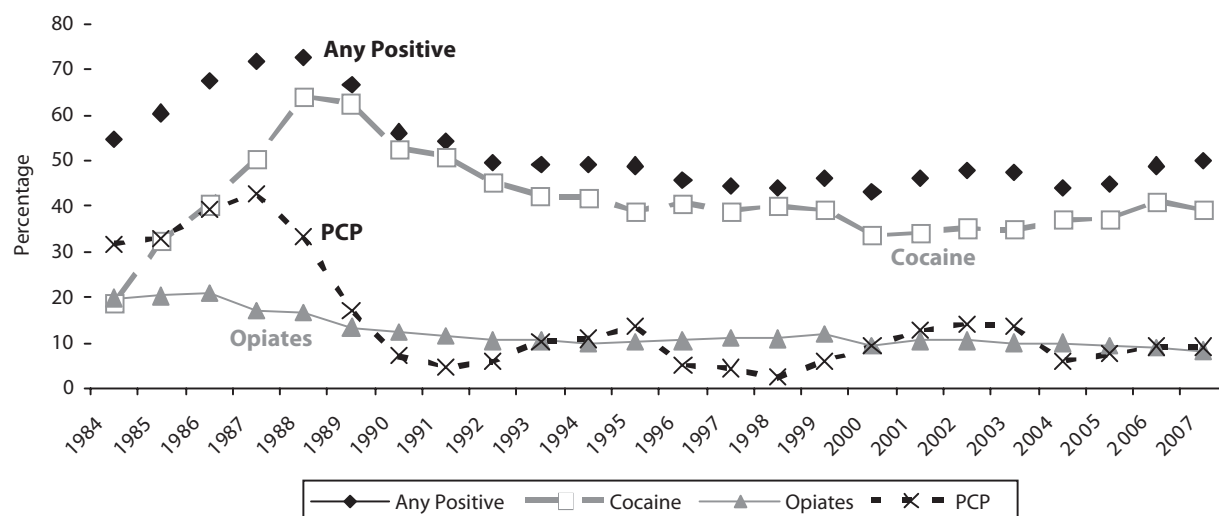 80
70
60
50
40
30
20
10
0
Percentage
Any Positive
PCP
Cocaine
Opiates
1984 1985 1986 1987 1988 1989 1990 1991 1992 1993 1994 1995 1996 1997 1998 1999 2000 2001 2002 2003 2004 2005 2006 2007
Any Positive Cocaine Opiates PCP